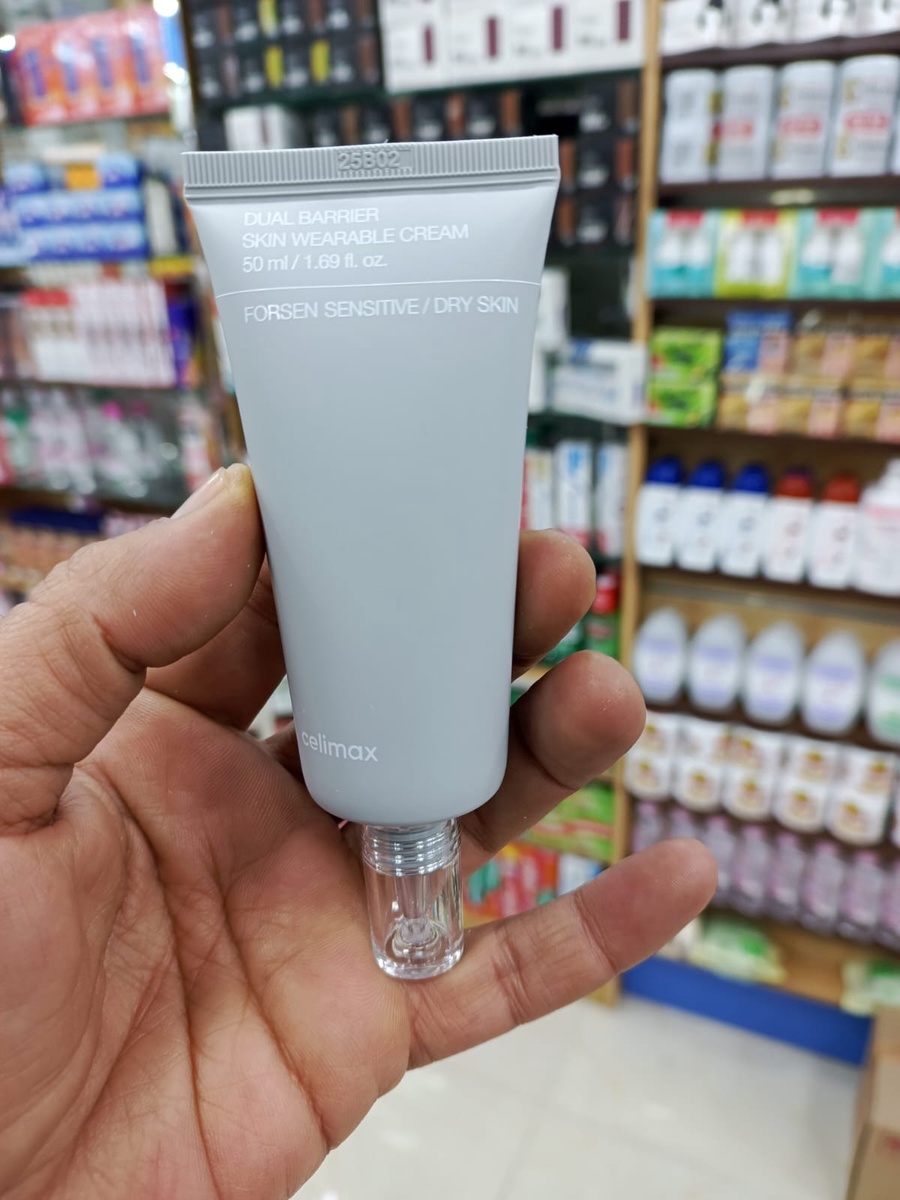 25B02
DUAL BARRIER
SKIN WEARABLE CREAM
50 ml / 1.69 fl. oz.
FORSEN SENSITIVE / DRY SKIN
celimax